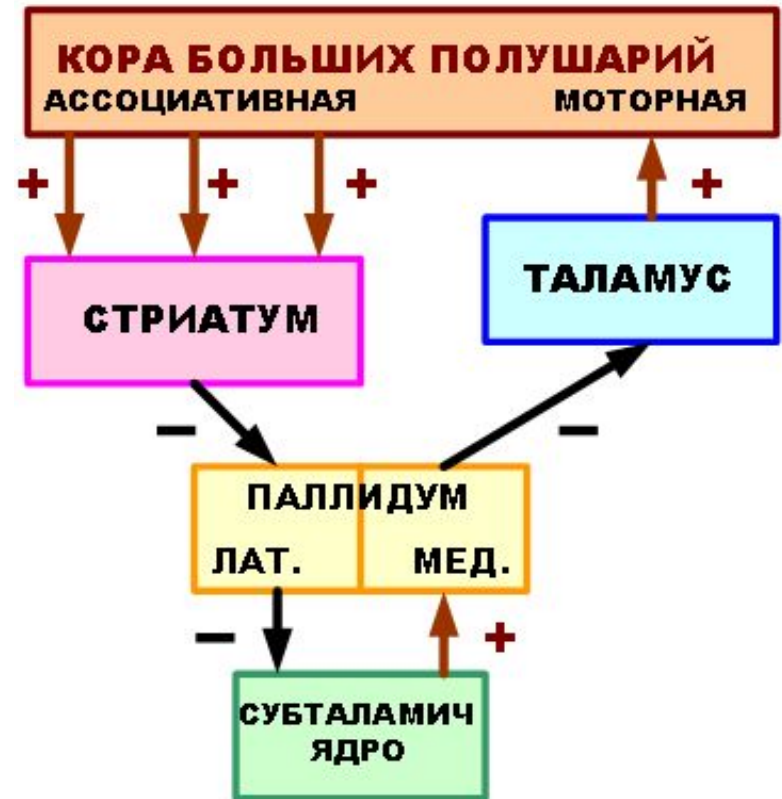 КОРА БОЛЬШИХ ПОЛУШАРИЙ
АССОЦИАТИВНАЯ МОТОРНАЯ
+ + + +
СТРИАТУМ
ТАЛАМУС
– –
ПАЛЛИДУМ
ЛАТ. МЕД.
– +
СУБТАЛАМИЧ
ЯДРО